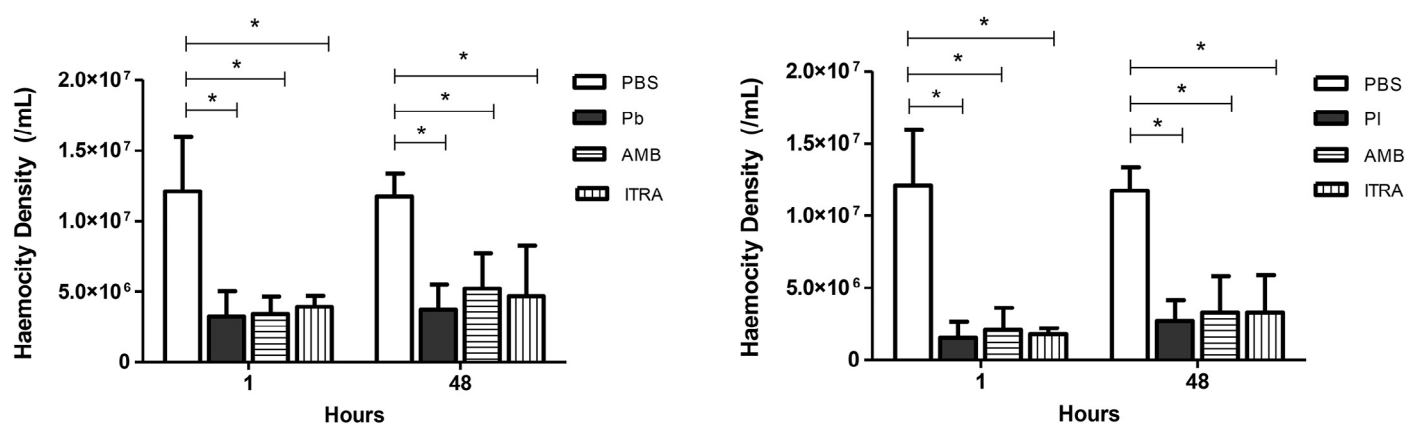 * * *
* * *
2.0×10⁷
1.5×10⁷
1.0×10⁷
5.0×10⁶
0
Haemocity Density (/mL)
1 48
Hours
PBS
Pb
AMB
ITRA
* * *
* * *
2.0×10⁷
1.5×10⁷
1.0×10⁷
5.0×10⁶
0
Haemocity Density (/mL)
1 48
Hours
PBS
Pl
AMB
ITRA